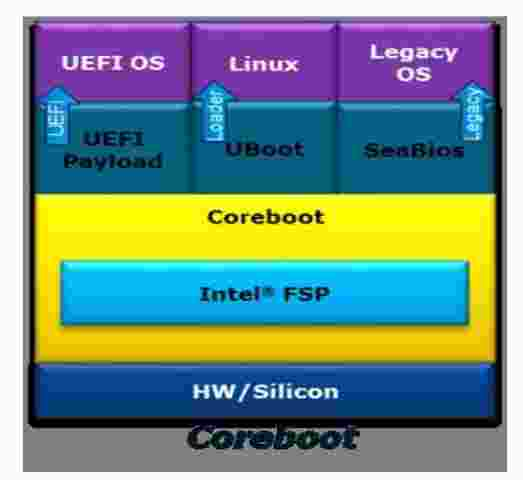 UEFI OS
Linux
Legacy
OS
UEFI
Loader
Legacy
UEFI
Payload
UBoot
SeaBios
Coreboot
Intel® FSP
HW/Silicon
Coreboot